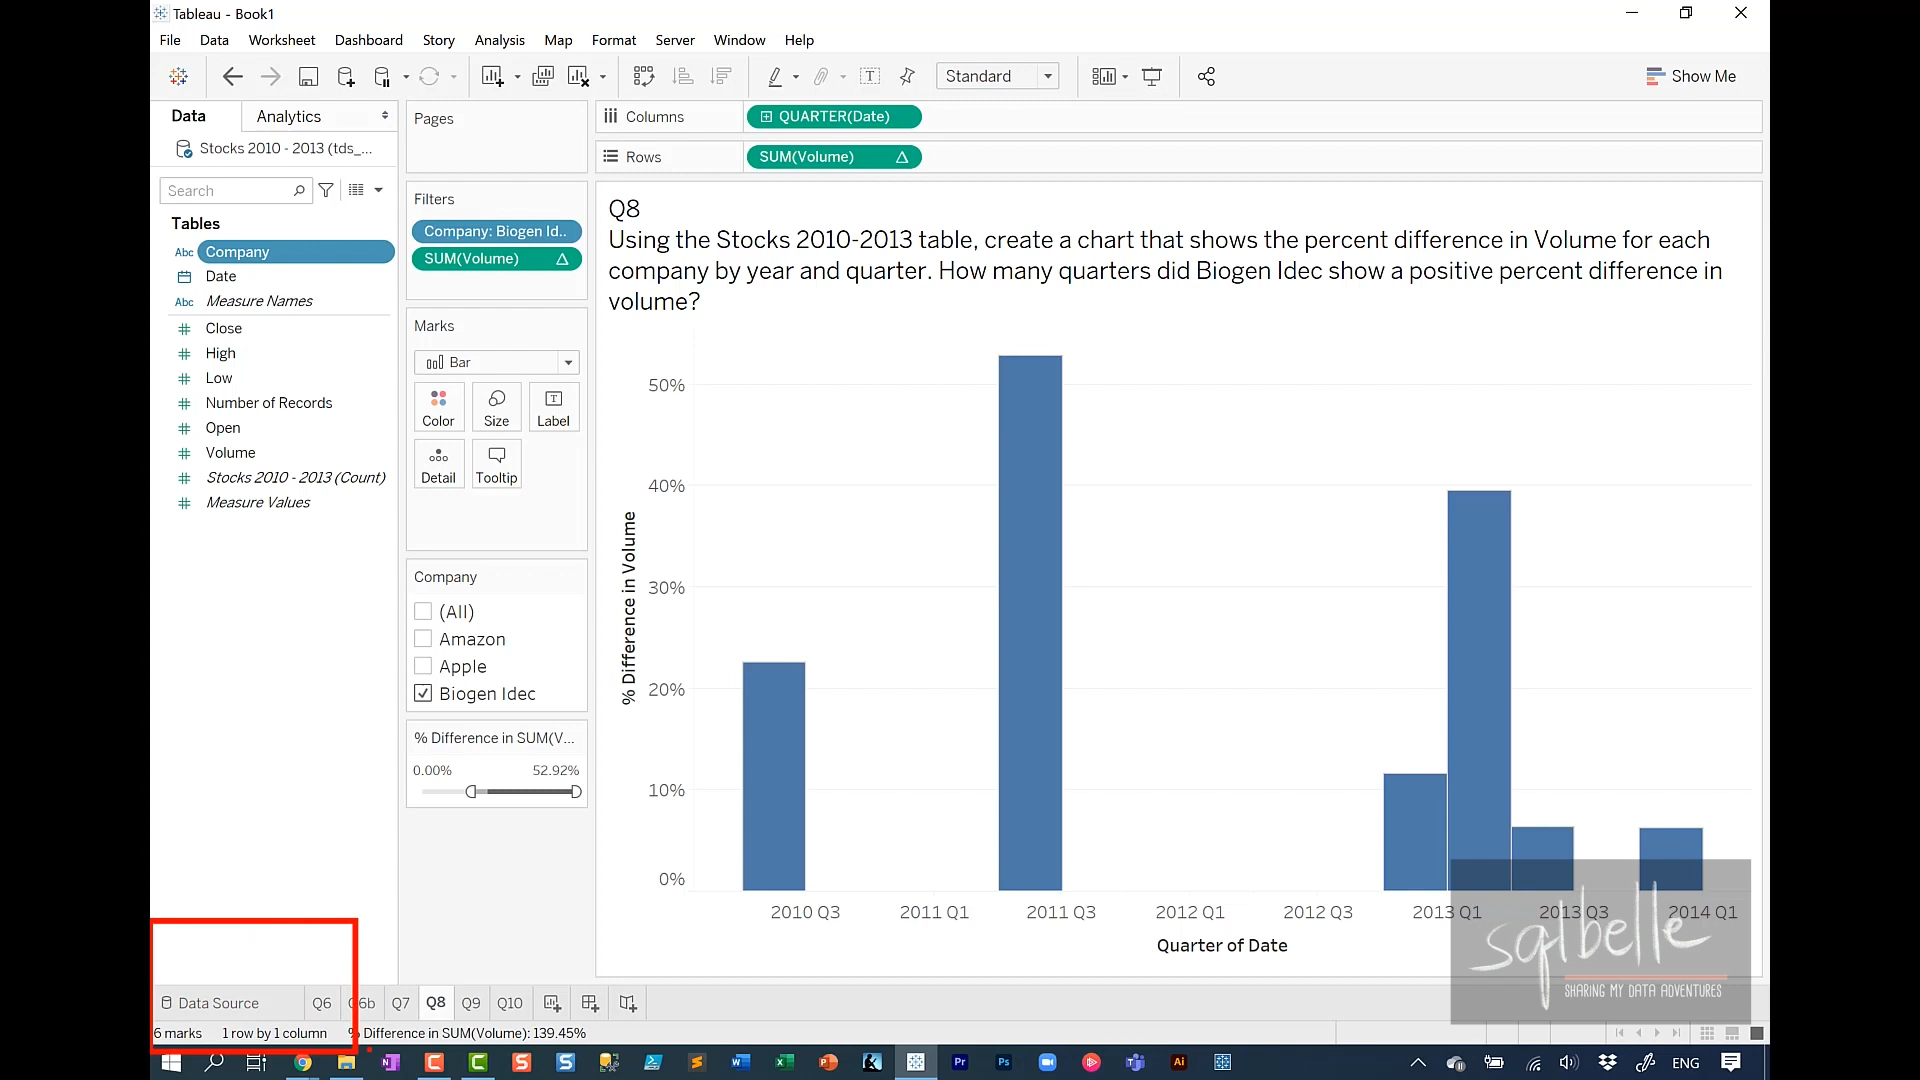 Tableau - Book1
File Data Worksheet Dashboard Story Analysis Map Format Server Window Help
Standard
Show Me
Data Analytics
Stocks 2010 - 2013 (tds_...
Search
Tables
Abc Company
Date
Abc Measure Names
Close
High
Low
Number of Records
Open
Volume
Stocks 2010 - 2013 (Count)
Measure Values
Pages
Filters
Company: Biogen Id..
SUM(Volume)
Marks
Bar
Color Size Label
Detail Tooltip
Company
(All)
Amazon
Apple
Biogen Idec
% Difference in SUM(V...
0.00% 52.92%
Columns QUARTER(Date)
Rows SUM(Volume)
Q8
Using the Stocks 2010-2013 table, create a chart that shows the percent difference in Volume for each
company by year and quarter. How many quarters did Biogen Idec show a positive percent difference in
volume?
% Difference in Volume
50%
40%
30%
20%
10%
0%
2010 Q3 2011 Q1 2011 Q3 2012 Q1 2012 Q3 2013 Q1 2013 Q3 2014 Q1
Quarter of Date
sqlbelle
SHARING MY DATA ADVENTURES
Data Source Q6 Q6b Q7 Q8 Q9 Q10
6 marks 1 row by 1 column % Difference in SUM(Volume): 139.45%
ENG